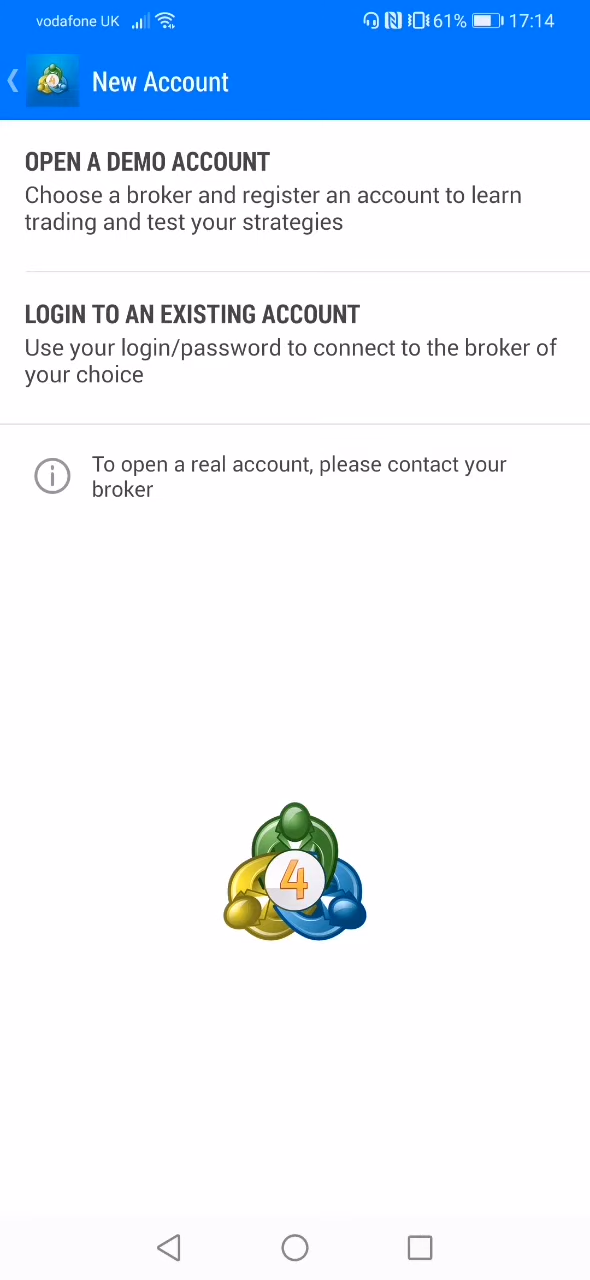 vodafone UK 61% 17:14
4 New Account
OPEN A DEMO ACCOUNT
Choose a broker and register an account to learn
trading and test your strategies
LOGIN TO AN EXISTING ACCOUNT
Use your login/password to connect to the broker of
your choice
To open a real account, please contact your
broker
4